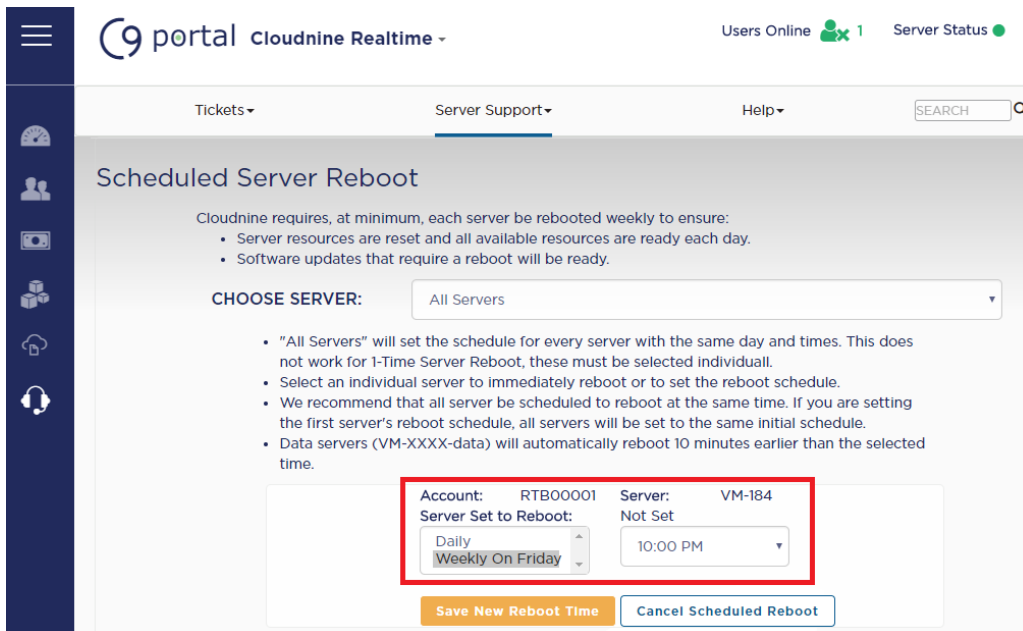 C9 portal Cloudnine Realtime
Users Online 1 Server Status
Tickets Server Support Help SEARCH
Scheduled Server Reboot
Cloudnine requires, at minimum, each server be rebooted weekly to ensure:
• Server resources are reset and all available resources are ready each day.
• Software updates that require a reboot will be ready.
CHOOSE SERVER: All Servers
• "All Servers" will set the schedule for every server with the same day and times. This does
not work for 1-Time Server Reboot, these must be selected individuall.
• Select an individual server to immediately reboot or to set the reboot schedule.
• We recommend that all server be scheduled to reboot at the same time. If you are setting
the first server's reboot schedule, all servers will be set to the same initial schedule.
• Data servers (VM-XXXX-data) will automatically reboot 10 minutes earlier than the selected
time.
Account: RTB00001 Server: VM-184
Server Set to Reboot: Not Set
Daily
Weekly On Friday
10:00 PM
Save New Reboot Time Cancel Scheduled Reboot